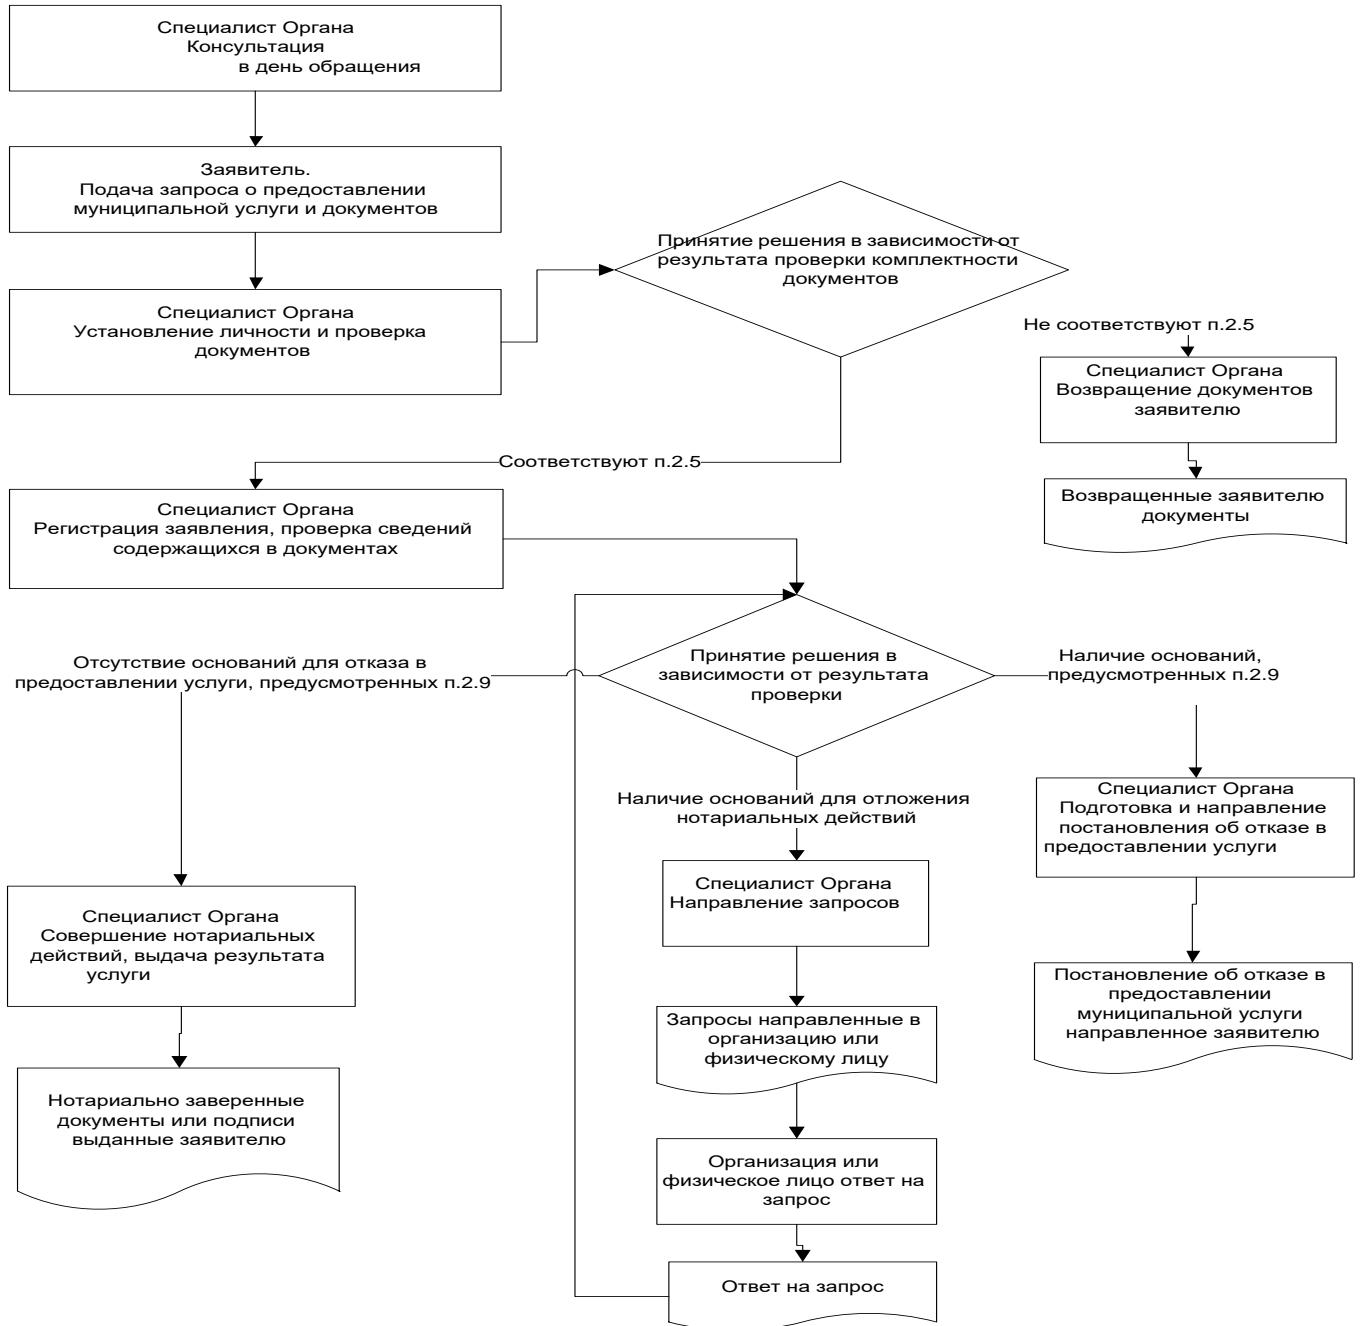 Специалист Органа
Консультация
в день обращения
Заявитель.
Подача запроса о предоставлении
муниципальной услуги и документов
Специалист Органа
Установление личности и проверка
документов
Принятие решения в зависимости от
результата проверки комплектности
документов
Не соответствуют п.2.5
Специалист Органа
Возвращение документов
заявителю
Возвращенные заявителю
документы
Соответствуют п.2.5
Специалист Органа
Регистрация заявления, проверка сведений
содержащихся в документах
Принятие решения в
зависимости от результата
проверки
Отсутствие оснований для отказа в
предоставлении услуги, предусмотренных п.2.9
Наличие оснований,
предусмотренных п.2.9
Наличие оснований для отложения
нотариальных действий
Специалист Органа
Подготовка и направление
постановления об отказе в
предоставлении услуги
Специалист Органа
Направление запросов
Специалист Органа
Совершение нотариальных
действий, выдача результата
услуги
Постановление об отказе в
предоставлении
муниципальной услуги
направленное заявителю
Запросы направленные в
организацию или
физическому лицу
Нотариально заверенные
документы или подписи
выданные заявителю
Организация или
физическое лицо ответ на
запрос
Ответ на запрос